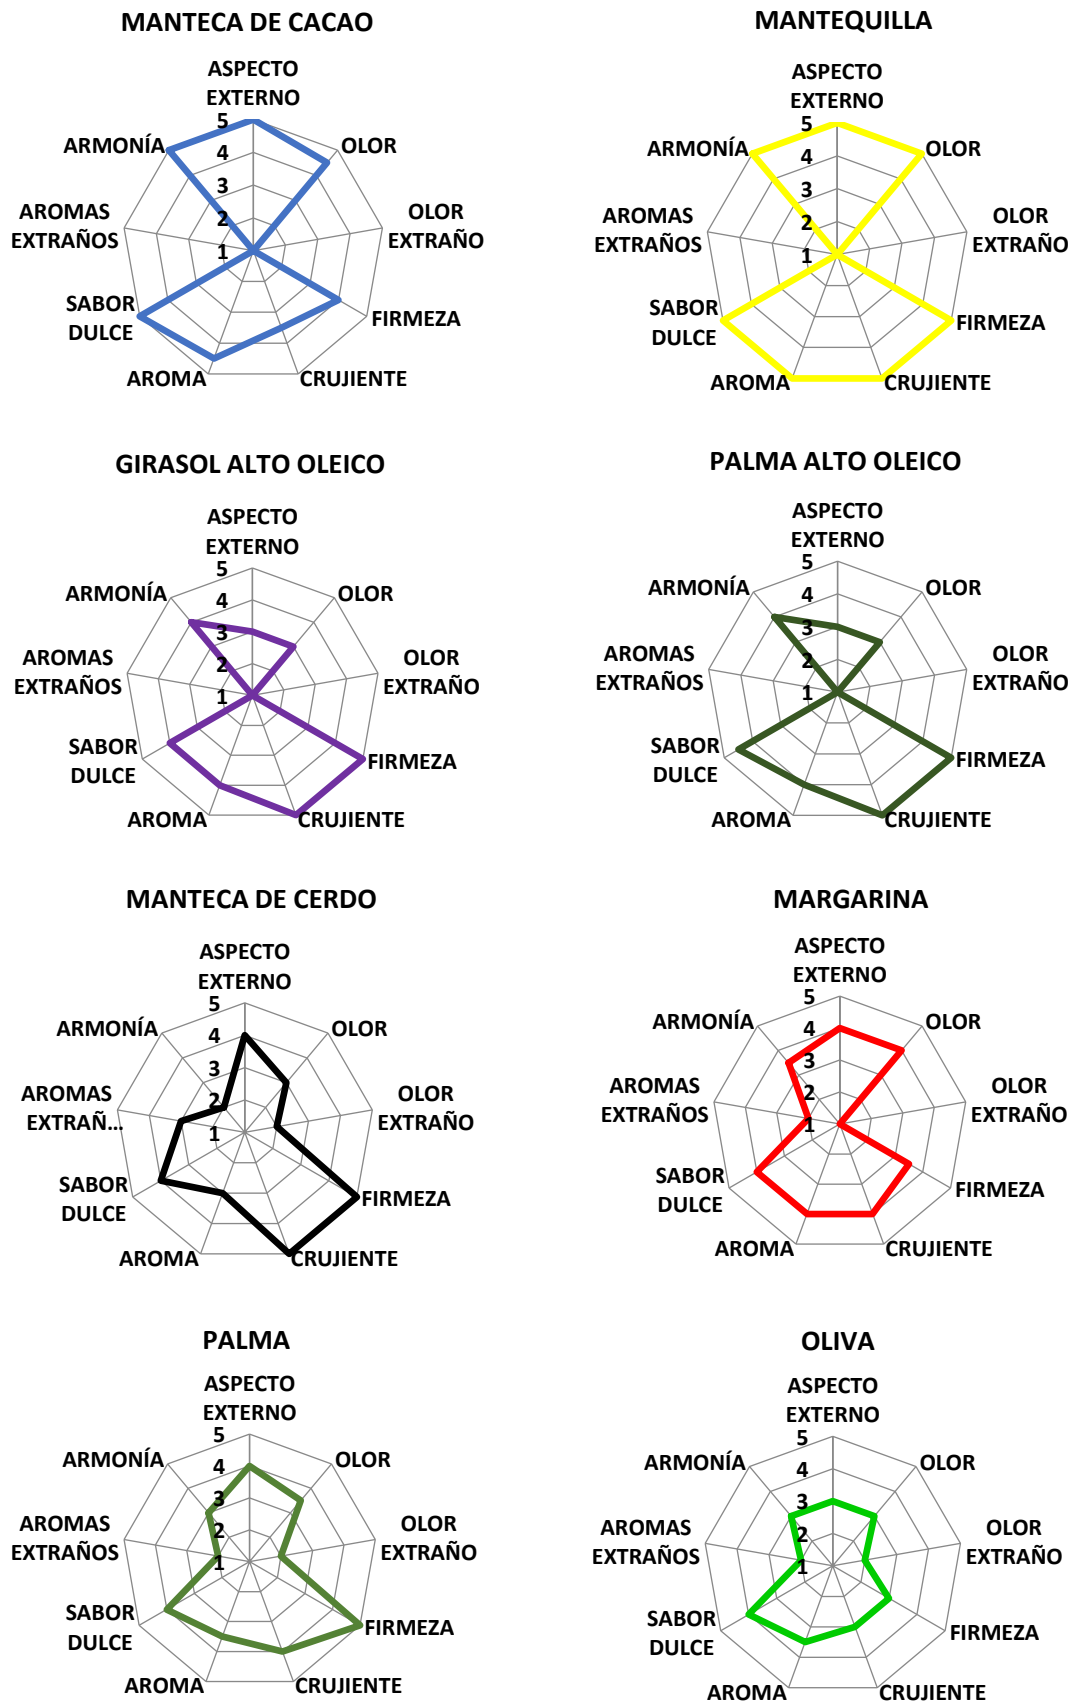 MANTECA DE CACAO
ASPECTO
EXTERNO
OLOR
OLOR
EXTRAÑO
FIRMEZA
CRUJIENTE
AROMA
SABOR
DULCE
AROMAS
EXTRAÑOS
ARMONÍA
5
4
3
2
1
MANTEQUILLA
ASPECTO
EXTERNO
OLOR
OLOR
EXTRAÑO
FIRMEZA
CRUJIENTE
AROMA
SABOR
DULCE
AROMAS
EXTRAÑOS
ARMONÍA
5
4
3
2
1
GIRASOL ALTO OLEICO
ASPECTO
EXTERNO
OLOR
OLOR
EXTRAÑO
FIRMEZA
CRUJIENTE
AROMA
SABOR
DULCE
AROMAS
EXTRAÑOS
ARMONÍA
5
4
3
2
1
PALMA ALTO OLEICO
ASPECTO
EXTERNO
OLOR
OLOR
EXTRAÑO
FIRMEZA
CRUJIENTE
AROMA
SABOR
DULCE
AROMAS
EXTRAÑOS
ARMONÍA
5
4
3
2
1
MANTECA DE CERDO
ASPECTO
EXTERNO
OLOR
OLOR
EXTRAÑO
FIRMEZA
CRUJIENTE
AROMA
SABOR
DULCE
AROMAS
EXTRAÑ...
ARMONÍA
5
4
3
2
1
MARGARINA
ASPECTO
EXTERNO
OLOR
OLOR
EXTRAÑO
FIRMEZA
CRUJIENTE
AROMA
SABOR
DULCE
AROMAS
EXTRAÑOS
ARMONÍA
5
4
3
2
1
PALMA
ASPECTO
EXTERNO
OLOR
OLOR
EXTRAÑO
FIRMEZA
CRUJIENTE
AROMA
SABOR
DULCE
AROMAS
EXTRAÑOS
ARMONÍA
5
4
3
2
1
OLIVA
ASPECTO
EXTERNO
OLOR
OLOR
EXTRAÑO
FIRMEZA
CRUJIENTE
AROMA
SABOR
DULCE
AROMAS
EXTRAÑOS
ARMONÍA
5
4
3
2
1